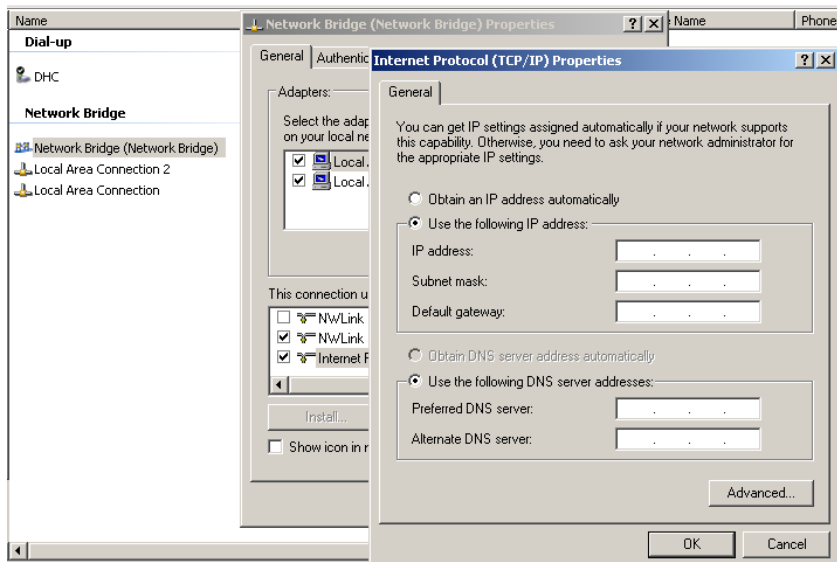 Name
Dial-up
DHC
Network Bridge
Network Bridge (Network Bridge)
Local Area Connection 2
Local Area Connection
Name
Phone
Network Bridge (Network Bridge) Properties
General
Authentic
Adapters:
Select the adap
on your local ne
Local
Local
This connection u
NWLink
NWLink
Internet P
Install...
Show icon in n
Internet Protocol (TCP/IP) Properties
General
You can get IP settings assigned automatically if your network supports
this capability. Otherwise, you need to ask your network administrator for
the appropriate IP settings.
Obtain an IP address automatically
Use the following IP address:
IP address:
Subnet mask:
Default gateway:
Obtain DNS server address automatically
Use the following DNS server addresses:
Preferred DNS server:
Alternate DNS server:
Advanced...
OK
Cancel